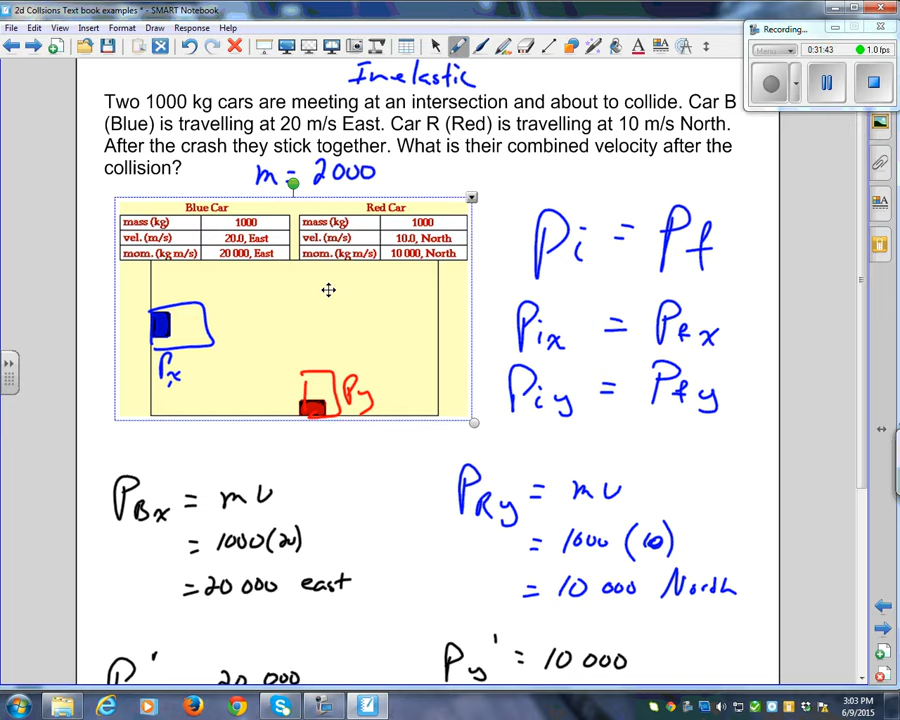 2d Collsions Text book examples * - SMART Notebook
File Edit View Insert Format Draw Response Help
Recording...
Menu 0:31:43 1.0 fps
Inelastic
Two 1000 kg cars are meeting at an intersection and about to collide. Car B
(Blue) is travelling at 20 m/s East. Car R (Red) is travelling at 10 m/s North.
After the crash they stick together. What is their combined velocity after the
collision?
m = 2000
Blue Car Red Car
mass (kg) 1000 mass (kg) 1000
vel. (m/s) 20.0, East vel. (m/s) 10.0, North
mom. (kg m/s) 20 000, East mom. (kg m/s) 10 000, North
Pi = Pf
Pix = Pfx
Piy = Pfy
Px
Py
PBx = mv
= 1000(20)
= 20 000 east
PRy = mv
= 1000 (10)
= 10 000 North
P' 20 000
Py' = 10 000
3:03 PM
6/9/2015